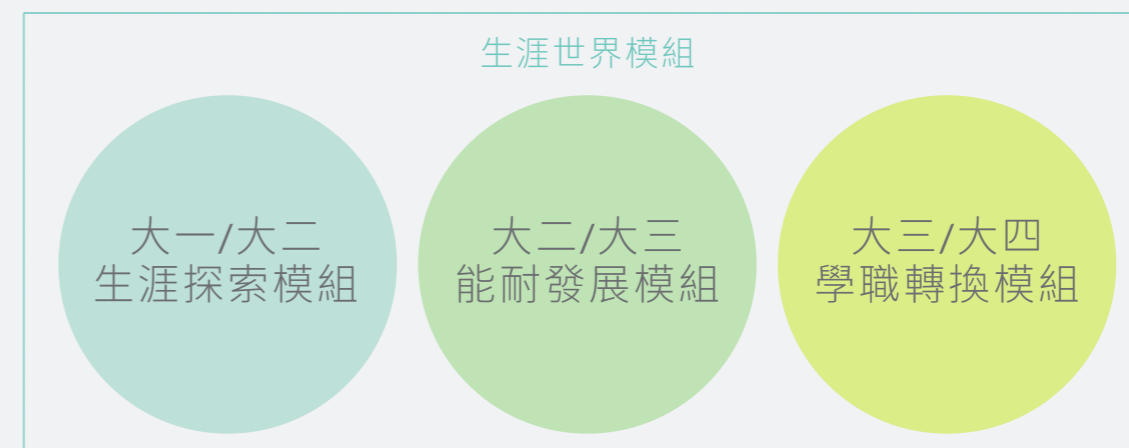 生涯世界模組
大一/大二
生涯探索模組
大二/大三
能耐發展模組
大三/大四
學職轉換模組